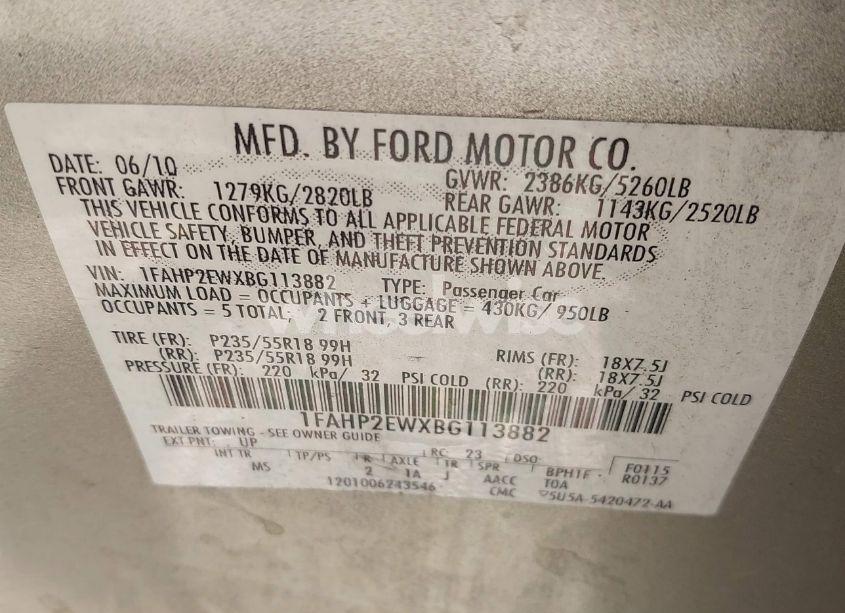 MFD. BY FORD MOTOR CO.
DATE: 06/10 GVWR: 2386KG/5260LB
FRONT GAWR: 1279KG/2820LB REAR GAWR: 1143KG/2520LB
THIS VEHICLE CONFORMS TO ALL APPLICABLE FEDERAL MOTOR
VEHICLE SAFETY, BUMPER, AND THEFT PREVENTION STANDARDS
IN EFFECT ON THE DATE OF MANUFACTURE SHOWN ABOVE.
VIN: 1FAHP2EWXBG113882 TYPE: Passenger Car
MAXIMUM LOAD = OCCUPANTS + LUGGAGE = 430KG/ 950LB
OCCUPANTS = 5 TOTAL; 2 FRONT, 3 REAR
TIRE (FR): P235/55R18 99H RIMS (FR): 18X7.5J
(RR): P235/55R18 99H (RR): 18X7.5J
PRESSURE (FR): 220 kPa/ 32 PSI COLD (RR): 220 kPa/ 32 PSI COLD
1FAHP2EWXBG113882
TRAILER TOWING - SEE OWNER GUIDE
EXT PNT: UP RC: 23 DSO: F0115
INT TR TP/PS R AXLE TR SPR BPH1F R0137
MS 2 1A AACC TOA
1201006243546 CMC 5U5A-5420472-AA